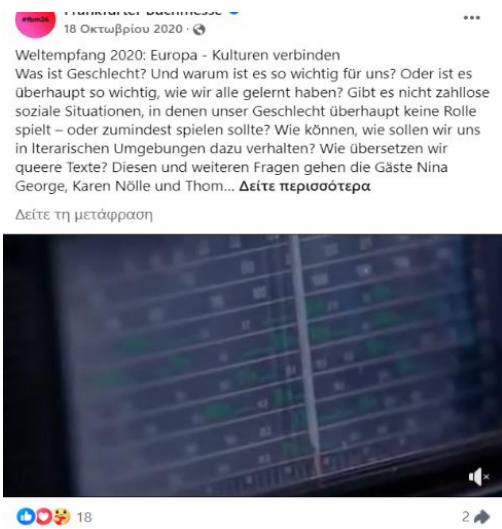 #fbm24
Frankfurter Buchmesse
18 Οκτωβρίου 2020 ·
Weltempfang 2020: Europa - Kulturen verbinden
Was ist Geschlecht? Und warum ist es so wichtig für uns? Oder ist es
überhaupt so wichtig, wie wir alle gelernt haben? Gibt es nicht zahllose
soziale Situationen, in denen unser Geschlecht überhaupt keine Rolle
spielt – oder zumindest spielen sollte? Wie können, wie sollen wir uns
in lterarischen Umgebungen dazu verhalten? Wie übersetzen wir
queere Texte? Diesen und weiteren Fragen gehen die Gäste Nina
George, Karen Nölle und Thom... Δείτε περισσότερα
Δείτε τη μετάφραση
18
2